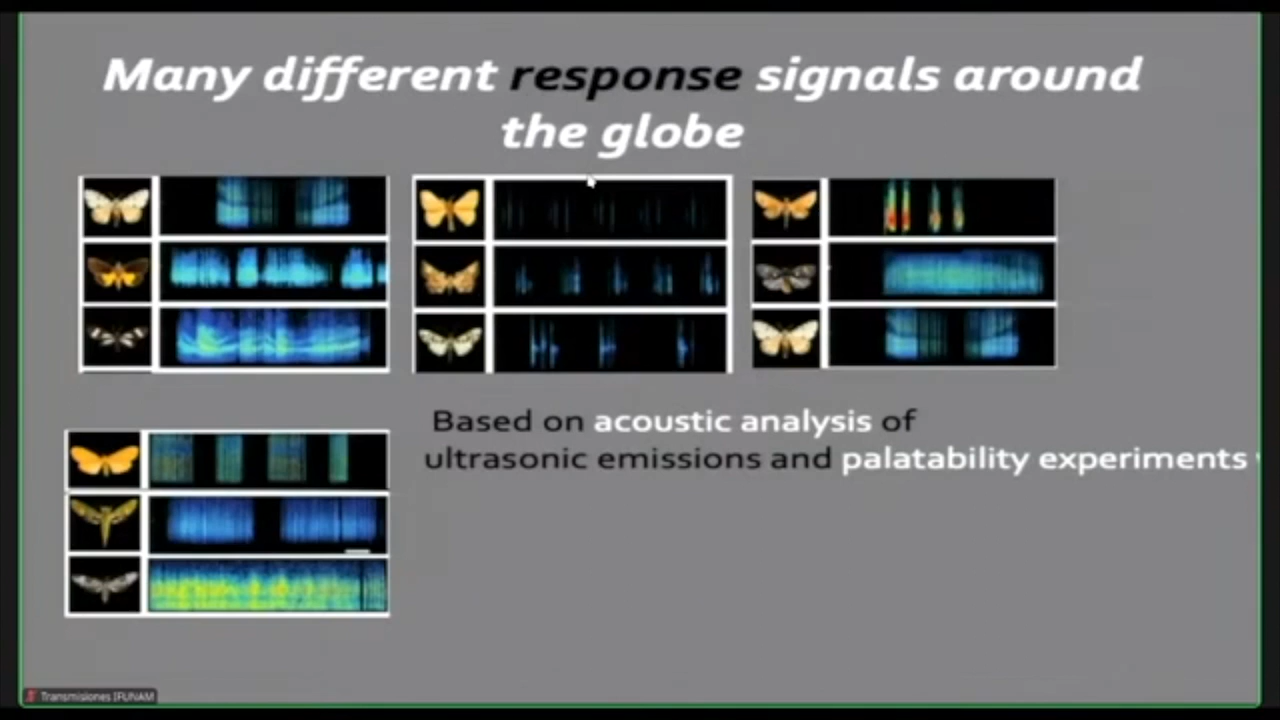 Many different response signals around
the globe
Based on acoustic analysis of
ultrasonic emissions and palatability experiments
Transmisiones IFUNAM